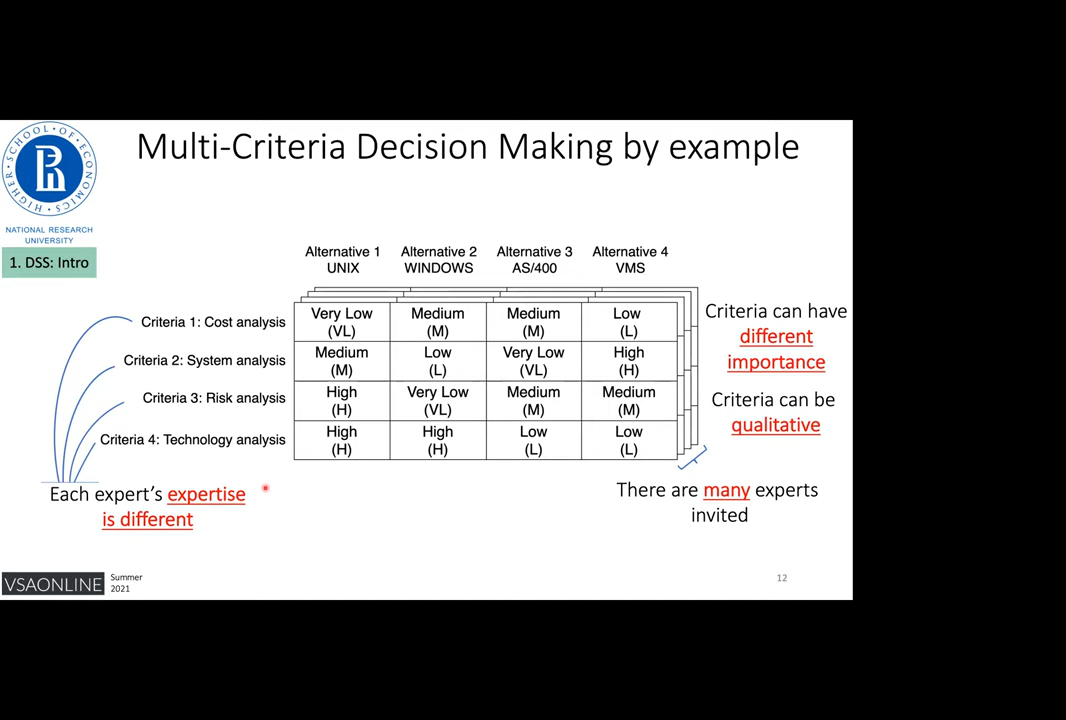 HIGHER · SCHOOL · OF · ECONOMICS
NATIONAL RESEARCH
UNIVERSITY
1. DSS: Intro
Multi-Criteria Decision Making by example
Alternative 1 Alternative 2 Alternative 3 Alternative 4
UNIX WINDOWS AS/400 VMS
Criteria 1: Cost analysis
Very Low Medium Medium Low
(VL) (M) (M) (L)
Criteria 2: System analysis
Medium Low Very Low High
(M) (L) (VL) (H)
Criteria 3: Risk analysis
High Very Low Medium Medium
(H) (VL) (M) (M)
Criteria 4: Technology analysis
High High Low Low
(H) (H) (L) (L)
Criteria can have
different
importance
Criteria can be
qualitative
Each expert’s expertise
is different
There are many experts
invited
VSAONLINE
Summer
2021
12